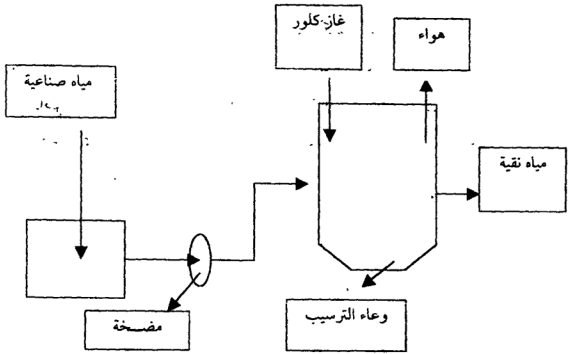 غاز كلور
هواء
مياه صناعية
مياه نقية
وعاء الترسيب
مضخة